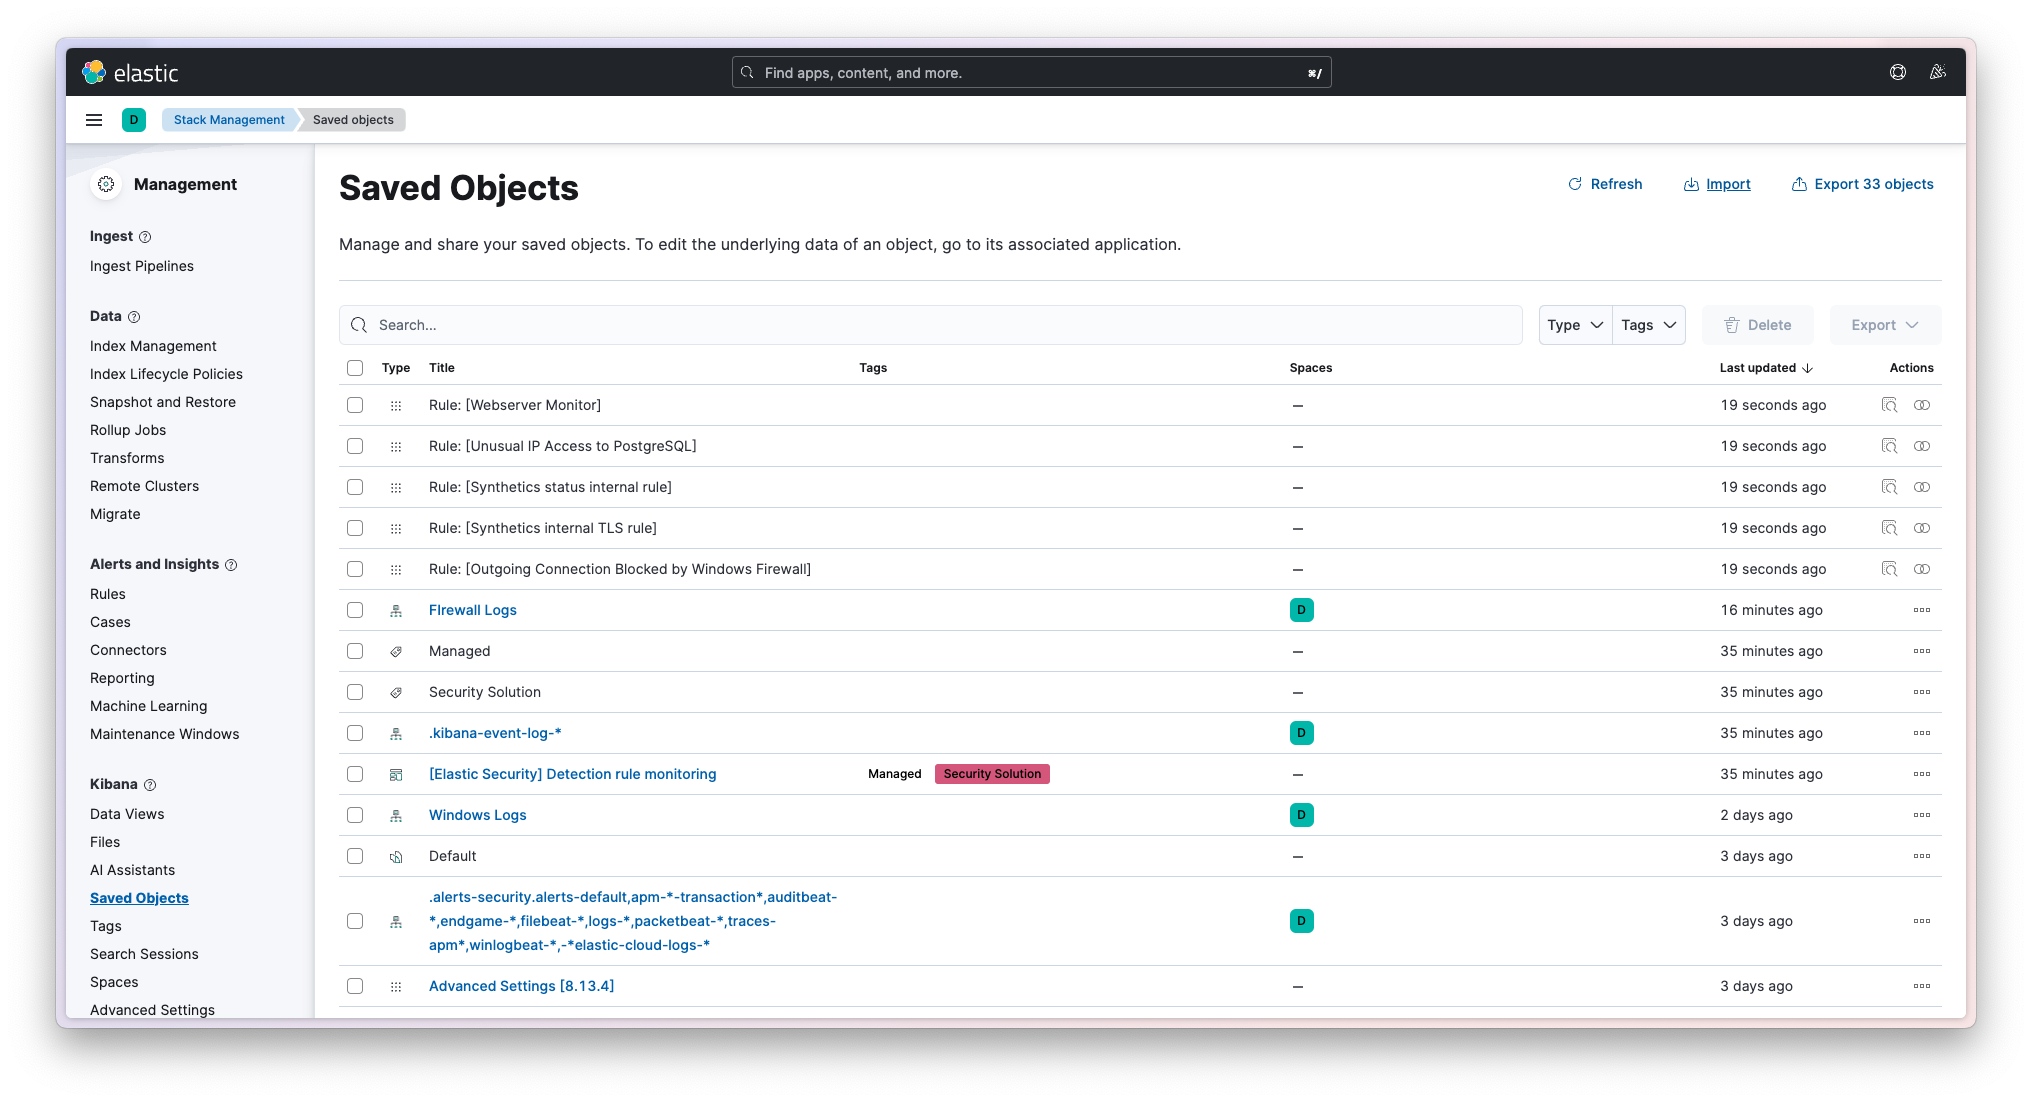 elastic
Find apps, content, and more.
⌘/
D
Stack Management
Saved objects
Management
Ingest
Ingest Pipelines
Data
Index Management
Index Lifecycle Policies
Snapshot and Restore
Rollup Jobs
Transforms
Remote Clusters
Migrate
Alerts and Insights
Rules
Cases
Connectors
Reporting
Machine Learning
Maintenance Windows
Kibana
Data Views
Files
AI Assistants
Saved Objects
Tags
Search Sessions
Spaces
Advanced Settings
Saved Objects
Refresh
Import
Export 33 objects
Manage and share your saved objects. To edit the underlying data of an object, go to its associated application.
Search...
Type
Tags
Delete
Export
Type Title Tags Spaces Last updated Actions
Rule: [Webserver Monitor] — 19 seconds ago
Rule: [Unusual IP Access to PostgreSQL] — 19 seconds ago
Rule: [Synthetics status internal rule] — 19 seconds ago
Rule: [Synthetics internal TLS rule] — 19 seconds ago
Rule: [Outgoing Connection Blocked by Windows Firewall] — 19 seconds ago
FIrewall Logs D 16 minutes ago
Managed — 35 minutes ago
Security Solution — 35 minutes ago
.kibana-event-log-* D 35 minutes ago
[Elastic Security] Detection rule monitoring Managed Security Solution — 35 minutes ago
Windows Logs D 2 days ago
Default — 3 days ago
.alerts-security.alerts-default,apm-*-transaction*,auditbeat-
*,endgame-*,filebeat-*,logs-*,packetbeat-*,traces- D 3 days ago
apm*,winlogbeat-*,-*elastic-cloud-logs-*
Advanced Settings [8.13.4] — 3 days ago